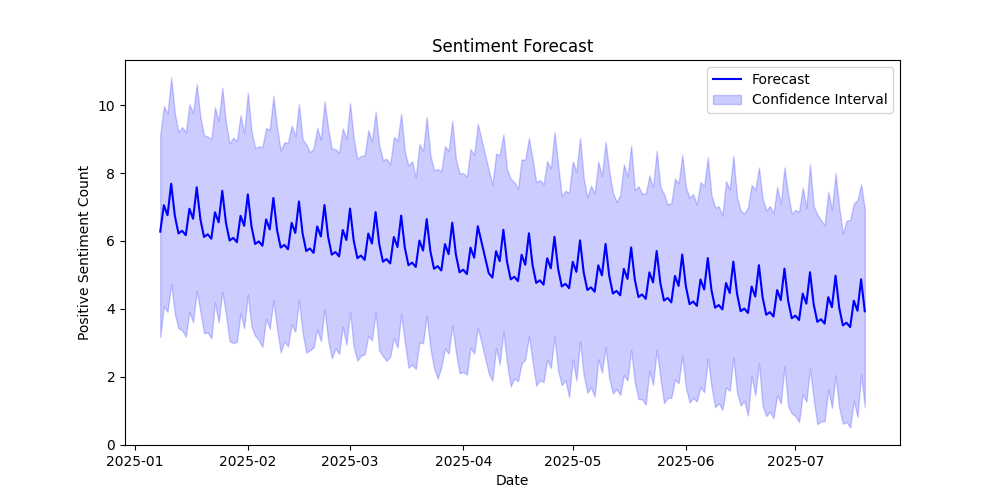 Sentiment Forecast
Forecast
Confidence Interval
Positive Sentiment Count
10
8
6
4
2
0
2025-01 2025-02 2025-03 2025-04 2025-05 2025-06 2025-07
Date